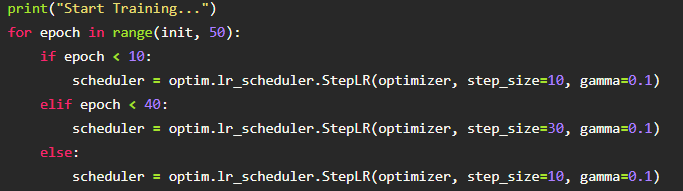 print("Start Training...")
for epoch in range(init, 50):
    if epoch < 10:
        scheduler = optim.lr_scheduler.StepLR(optimizer, step_size=10, gamma=0.1)
    elif epoch < 40:
        scheduler = optim.lr_scheduler.StepLR(optimizer, step_size=30, gamma=0.1)
    else:
        scheduler = optim.lr_scheduler.StepLR(optimizer, step_size=10, gamma=0.1)